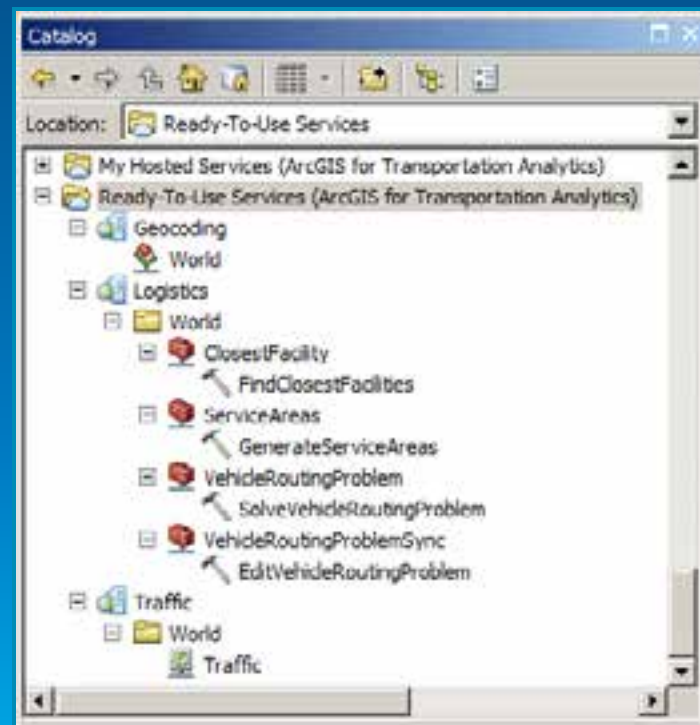 Catalog
Location: Ready-To-Use Services
My Hosted Services (ArcGIS for Transportation Analytics)
Ready-To-Use Services (ArcGIS for Transportation Analytics)
Geocoding
World
Logistics
World
ClosestFacility
FindClosestFacilities
ServiceAreas
GenerateServiceAreas
VehicleRoutingProblem
SolveVehicleRoutingProblem
VehicleRoutingProblemSync
EditVehicleRoutingProblem
Traffic
World
Traffic